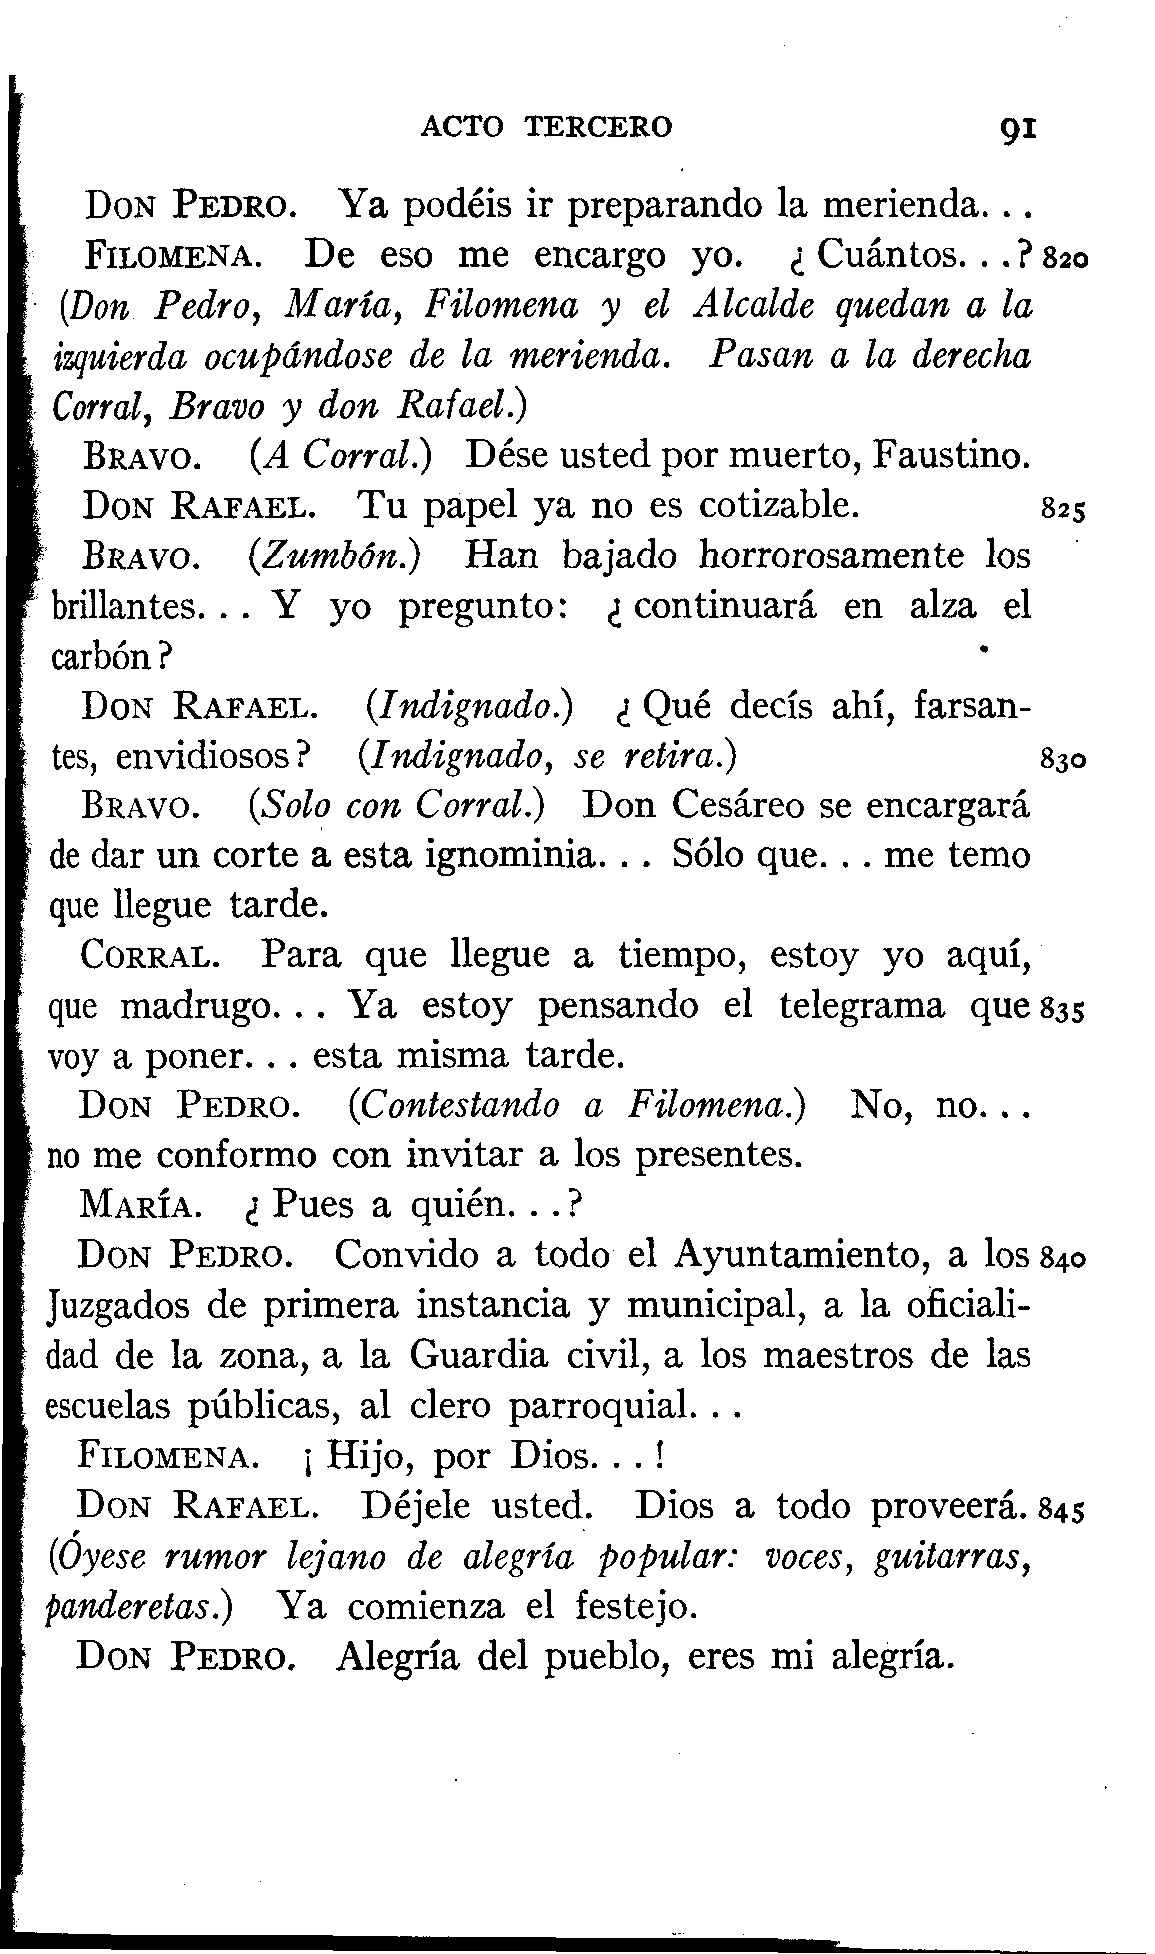 ACTO TERCERO 91
DON PEDRO. Ya podéis ir preparando la merienda. . .
FILOMENA. De eso me encargo yo. ¿ Cuántos. . .? 820
(Don Pedro, María, Filomena y el Alcalde quedan a la
izquierda ocupándose de la merienda. Pasan a la derecha
Corral, Bravo y don Rafael.)
BRAVO. (A Corral.) Dése usted por muerto, Faustino.
DON RAFAEL. Tu papel ya no es cotizable. 825
BRAVO. (Zumbón.) Han bajado horrorosamente los
brillantes. . . Y yo pregunto: ¿ continuará en alza el
carbón?
DON RAFAEL. (Indignado.) ¿ Qué decís ahí, farsan-
tes, envidiosos? (Indignado, se retira.) 830
BRAVO. (Solo con Corral.) Don Cesáreo se encargará
de dar un corte a esta ignominia. . . Sólo que. . . me temo
que llegue tarde.
CORRAL. Para que llegue a tiempo, estoy yo aquí,
que madrugo. . . Ya estoy pensando el telegrama que 835
voy a poner. . . esta misma tarde.
DON PEDRO. (Contestando a Filomena.) No, no. . .
no me conformo con invitar a los presentes.
MARÍA. ¿ Pues a quién. . .?
DON PEDRO. Convido a todo el Ayuntamiento, a los 840
Juzgados de primera instancia y municipal, a la oficiali-
dad de la zona, a la Guardia civil, a los maestros de las
escuelas públicas, al clero parroquial. . .
FILOMENA. ¡ Hijo, por Dios. . . !
DON RAFAEL. Déjele usted. Dios a todo proveerá. 845
(Óyese rumor lejano de alegría popular: voces, guitarras,
panderetas.) Ya comienza el festejo.
DON PEDRO. Alegría del pueblo, eres mi alegría.